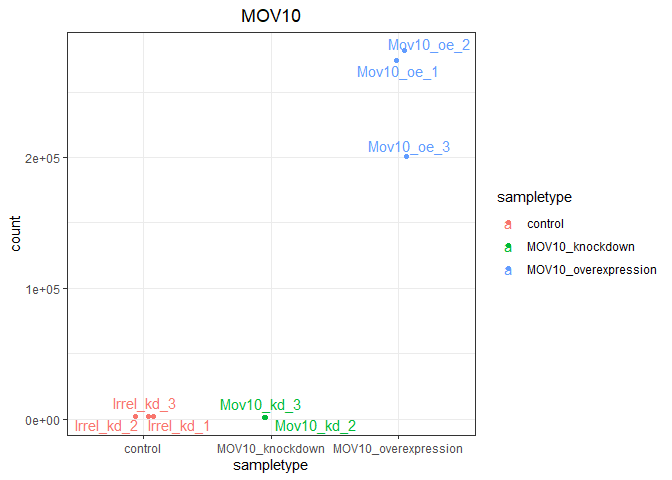 MOV10
Mov10_oe_2
Mov10_oe_1
Mov10_oe_3
2e+05
1e+05
0e+00
count
Irrel_kd_3
Irrel_kd_2
Irrel_kd_1
Mov10_kd_3
Mov10_kd_2
control
MOV10_knockdown
MOV10_overexpression
sampletype
sampletype
a control
a MOV10_knockdown
a MOV10_overexpression